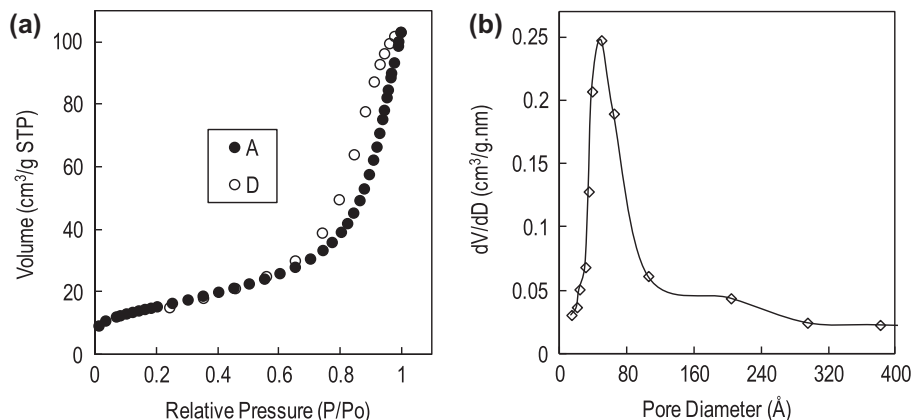 (a)
Volume (cm³/g STP)
100
80
60
40
20
0
A
D
0 0.2 0.4 0.6 0.8 1
Relative Pressure (P/Po)
(b)
dV/dD (cm³/g.nm)
0.25
0.2
0.15
0.1
0.05
0
0 80 160 240 320 400
Pore Diameter (Å)